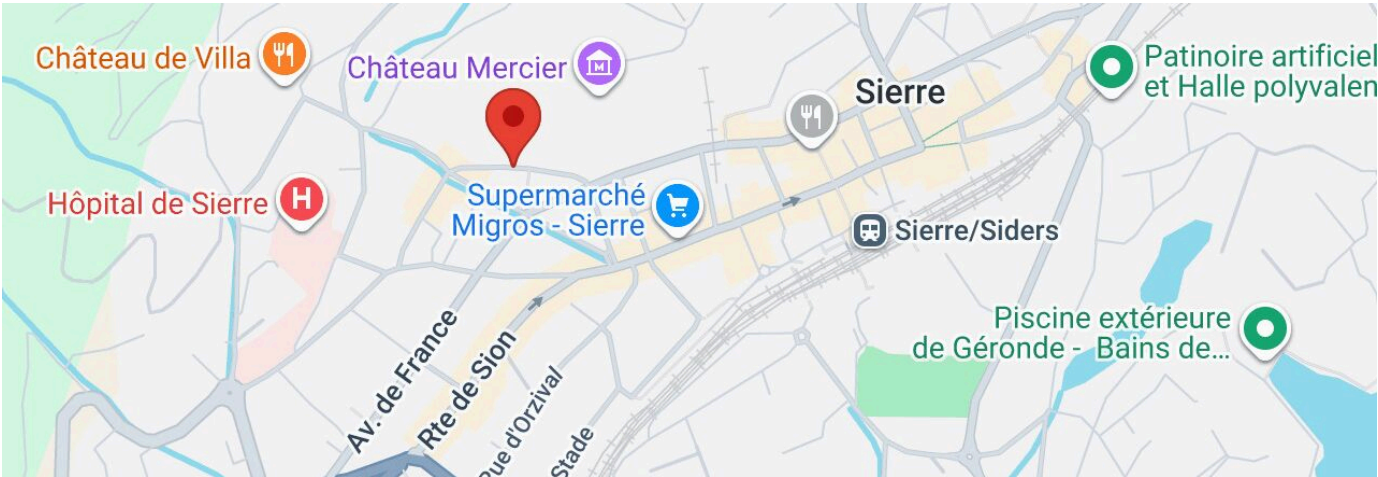 Château de Villa
Château Mercier
Sierre
Patinoire artificiel
et Halle polyvalen
Hôpital de Sierre
H
Supermarché
Migros - Sierre
Sierre/Siders
Piscine extérieure
de Géronde - Bains de...
Av. de France
Rte de Sion
Rue d'Orzival
Stade